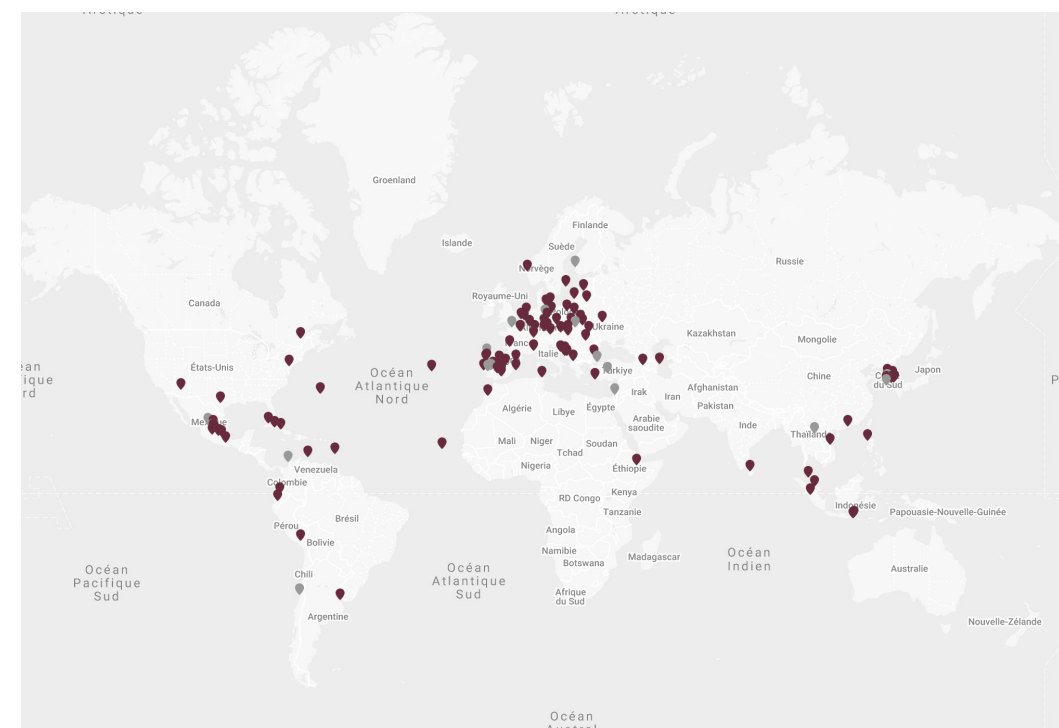 Arctique
Arctique
Groenland
Finlande
Islande
Suède
Norvège
Russie
Royaume-Uni
Canada
Ukraine
Kazakhstan
Mongolie
France
Italie
États-Unis
Océan
Atlantique
Nord
Türkiye
Chine
Corée
du Sud
Japon
Afghanistan
Irak
Iran
Pakistan
Algérie
Libye
Égypte
Arabie
saoudite
Inde
Mexique
Mali
Niger
Soudan
Tchad
Thaïlande
Nigeria
Éthiopie
Venezuela
Colombie
Kenya
RD Congo
Tanzanie
Indonésie
Papouasie-Nouvelle-Guinée
Pérou
Brésil
Angola
Bolivie
Namibie
Botswana
Madagascar
Océan
Indien
Océan
Pacifique
Sud
Chili
Océan
Atlantique
Sud
Australie
Afrique
du Sud
Argentine
Nouvelle-Zélande
Océan
Austral